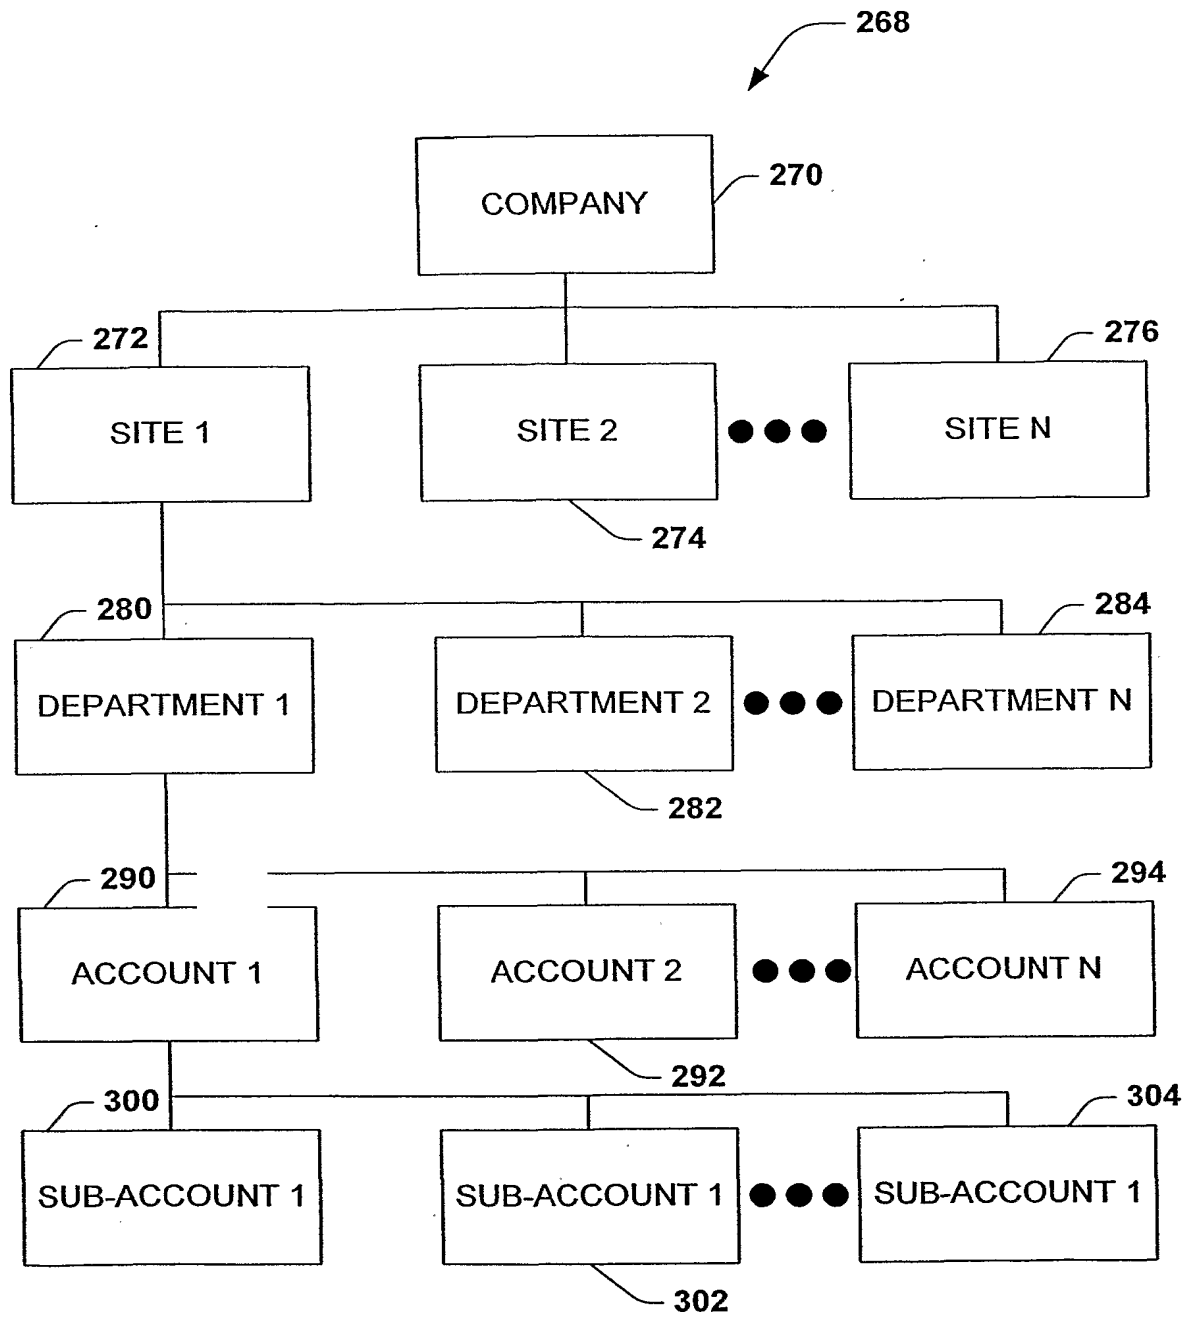 268
COMPANY
270
272
276
SITE 1
SITE 2
SITE N
274
280
284
DEPARTMENT 1
DEPARTMENT 2
DEPARTMENT N
282
290
294
ACCOUNT 1
ACCOUNT 2
ACCOUNT N
292
300
304
SUB-ACCOUNT 1
SUB-ACCOUNT 1
SUB-ACCOUNT 1
302